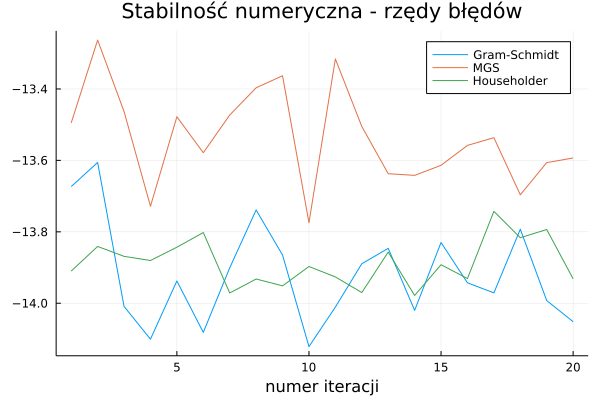 Stabilność numeryczna - rzędy błędów
Gram-Schmidt
MGS
Householder
−13.4
−13.6
−13.8
−14.0
5
10
15
20
numer iteracji